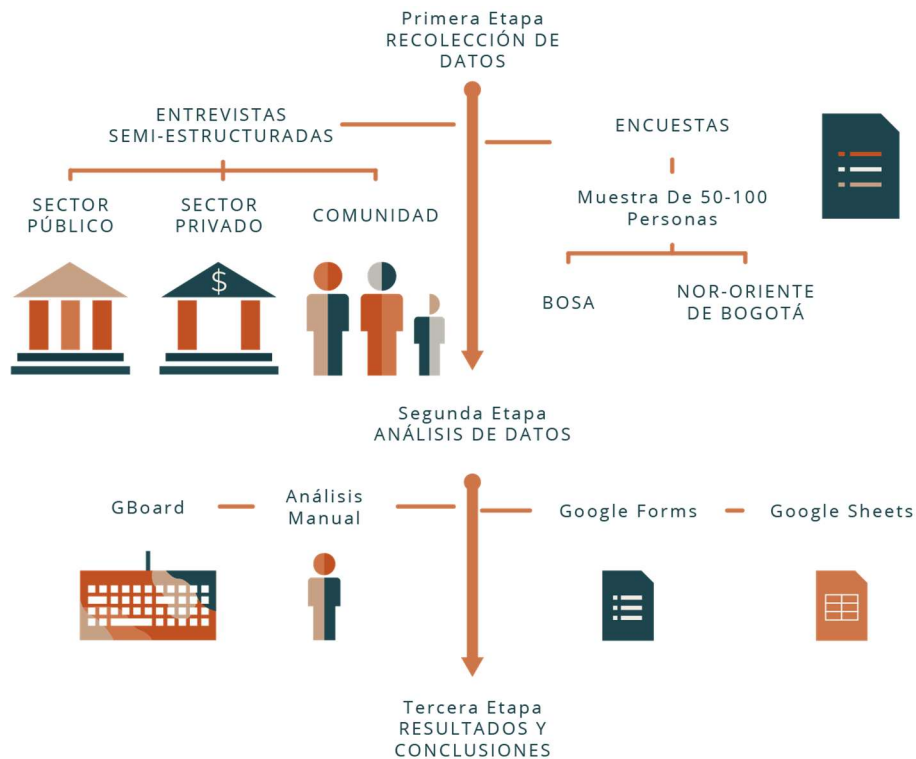 Primera Etapa
RECOLECCIÓN DE
DATOS
ENTREVISTAS
SEMI-ESTRUCTURADAS
SECTOR
PÚBLICO
SECTOR
PRIVADO
COMUNIDAD
$
ENCUESTAS
Muestra De 50-100
Personas
BOSA
NOR-ORIENTE
DE BOGOTÁ
Segunda Etapa
ANÁLISIS DE DATOS
GBoard
Análisis
Manual
Google Forms
Google Sheets
Tercera Etapa
RESULTADOS Y
CONCLUSIONES